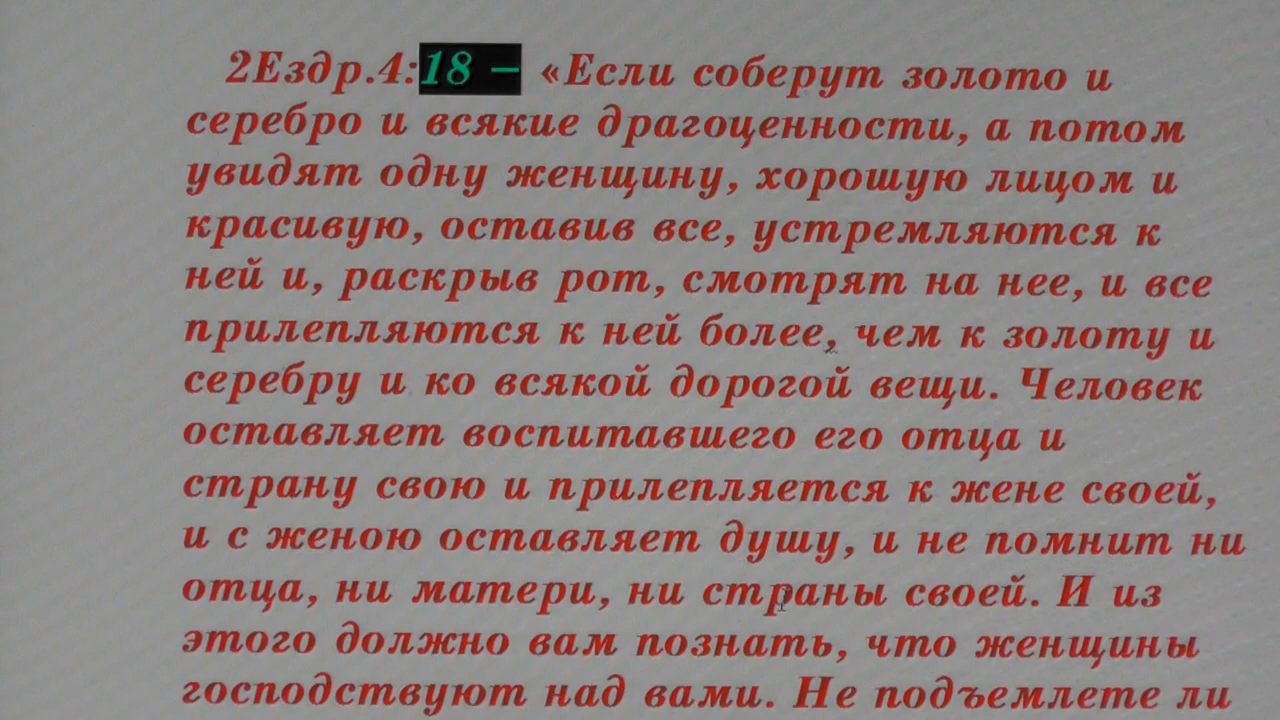 2Ездр.4:18 – «Если соберут золото и
серебро и всякие драгоценности, а потом
увидят одну женщину, хорошую лицом и
красивую, оставив все, устремляются к
ней и, раскрыв рот, смотрят на нее, и все
прилепляются к ней более, чем к золоту и
серебру и ко всякой дорогой вещи. Человек
оставляет воспитавшего его отца и
страну свою и прилепляется к жене своей,
и с женою оставляет душу, и не помнит ни
отца, ни матери, ни страны своей. И из
этого должно вам познать, что женщины
господствуют над вами. Не подъемлете ли